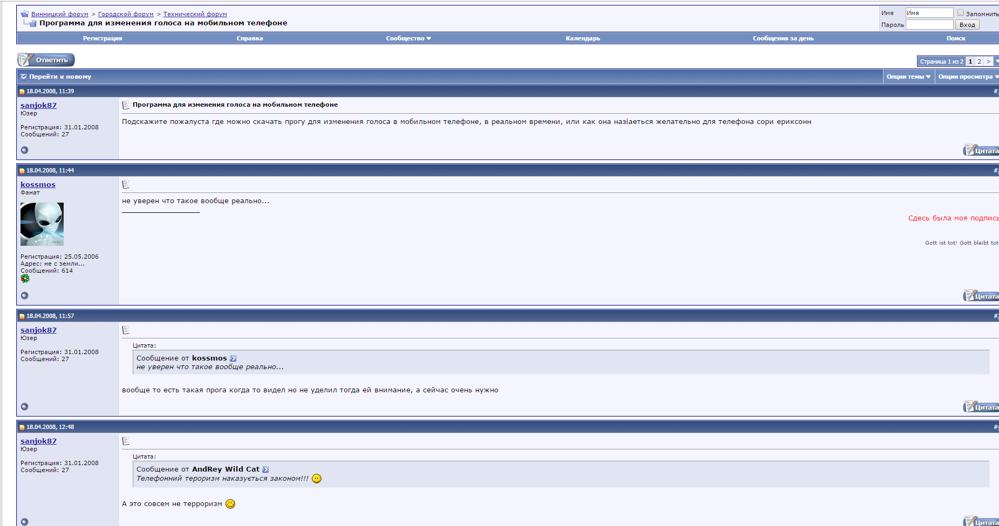 Винницкий форум > Городской форум > Технический форум
Программа для изменения голоса на мобильном телефоне
Имя Имя Запомнить
Пароль Вход
Регистрация Справка Сообщество Календарь Сообщения за день Поиск
Ответить
Страница 1 из 2 1 2 >
Перейти к новому Опции темы Опции просмотра
18.04.2008, 11:39 #
sanjok87
Юзер
Регистрация: 31.01.2008
Сообщений: 27
Программа для изменения голоса на мобильном телефоне
Подскажите пожалуста где можно скачать прогу для изменения голоса в мобильном телефоне, в реальном времени, или как она назіаеться желательно для телефона сори ериксонн
Цитата
18.04.2008, 11:44 #
kossmos
Фанат
Регистрация: 25.05.2006
Адрес: не с земли...
Сообщений: 614
не уверен что такое вообще реально...
Сдесь была моя подпись
Gott ist tot! Gott bleibt tot
Цитата
18.04.2008, 11:57 #
sanjok87
Юзер
Регистрация: 31.01.2008
Сообщений: 27
Цитата:
Сообщение от kossmos
не уверен что такое вообще реально...
вообще то есть такая прога когда то видел но не уделил тогда ей внимание, а сейчас очень нужно
Цитата
18.04.2008, 12:48 #
sanjok87
Юзер
Регистрация: 31.01.2008
Сообщений: 27
Цитата:
Сообщение от AndRey Wild Cat
Телефонний тероризм наказується законом!!!
А это совсем не терроризм
Цитата